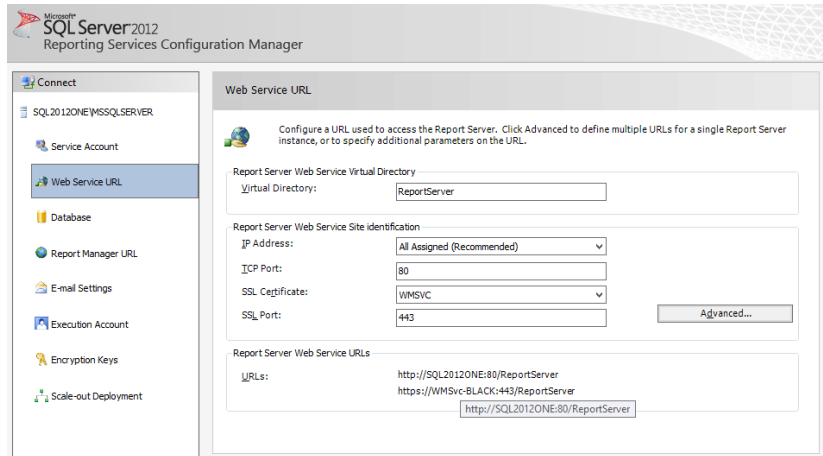 Microsoft®
SQL Server® 2012
Reporting Services Configuration Manager
Connect
SQL2012ONE\MSSQLSERVER
Service Account
Web Service URL
Database
Report Manager URL
E-mail Settings
Execution Account
Encryption Keys
Scale-out Deployment
Web Service URL
Configure a URL used to access the Report Server. Click Advanced to define multiple URLs for a single Report Server
instance, or to specify additional parameters on the URL.
Report Server Web Service Virtual Directory
Virtual Directory: ReportServer
Report Server Web Service Site identification
IP Address: All Assigned (Recommended)
TCP Port: 80
SSL Certificate: WMSVC
SSL Port: 443
Advanced...
Report Server Web Service URLs
URLs: http://SQL2012ONE:80/ReportServer
https://WMSvc-BLACK:443/ReportServer
http://SQL2012ONE:80/ReportServer